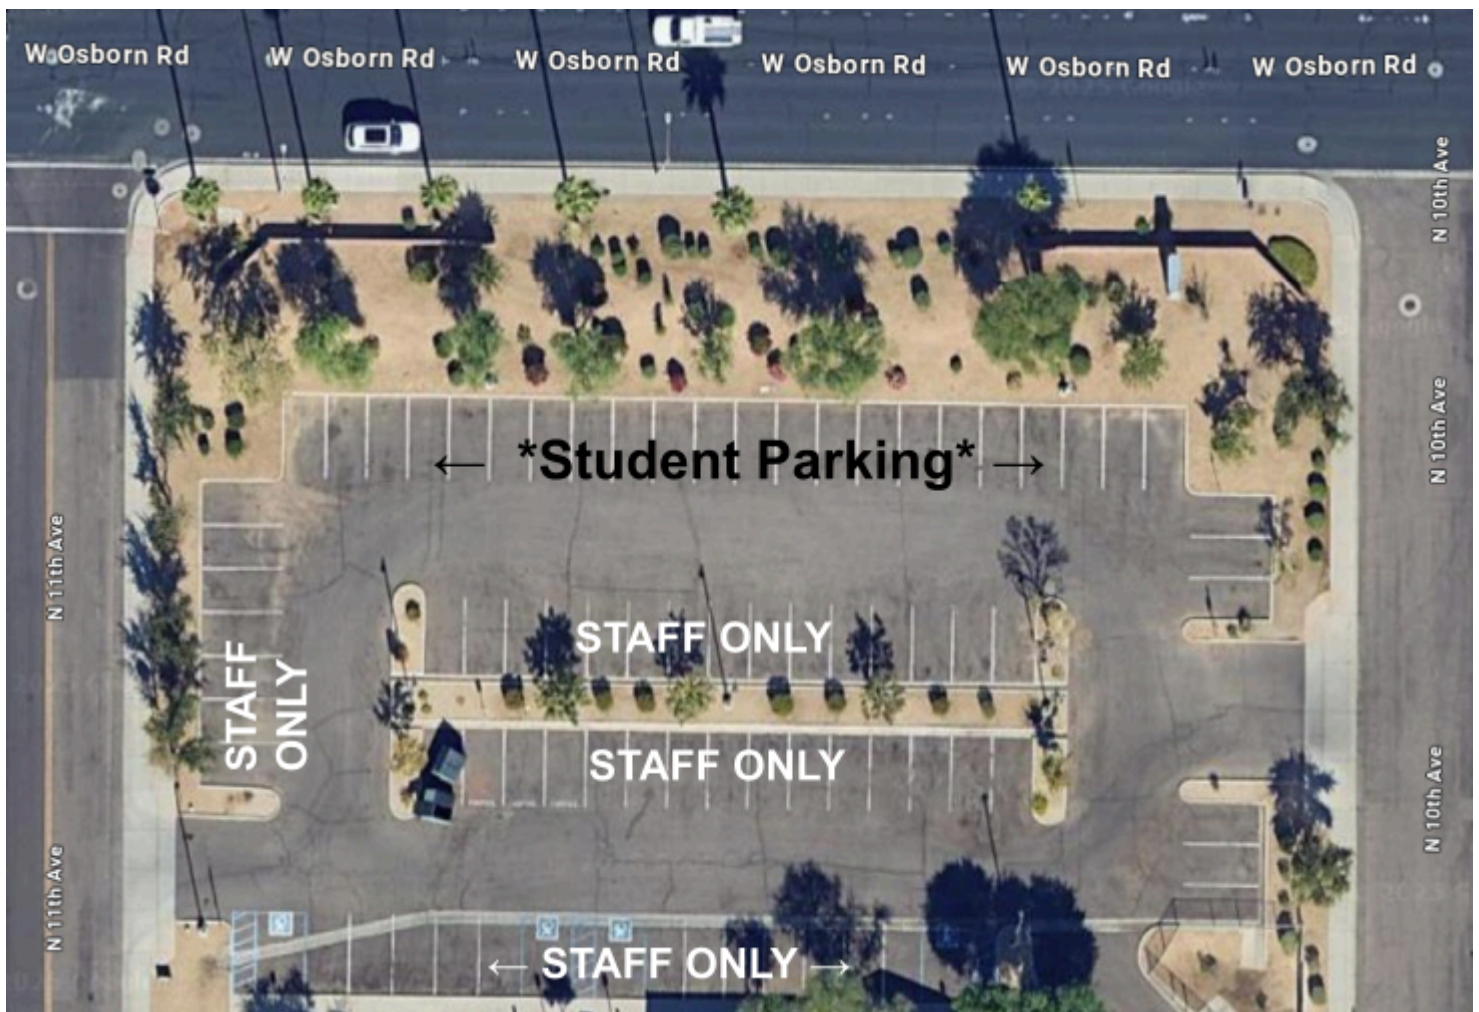 W Osborn Rd
W Osborn Rd
W Osborn Rd
W Osborn Rd
W Osborn Rd
W Osborn Rd
N 10th Ave
N 10th Ave
← *Student Parking* →
N 11th Ave
STAFF ONLY
STAFF
ONLY
STAFF ONLY
N 10th Ave
N 11th Ave
← STAFF ONLY →